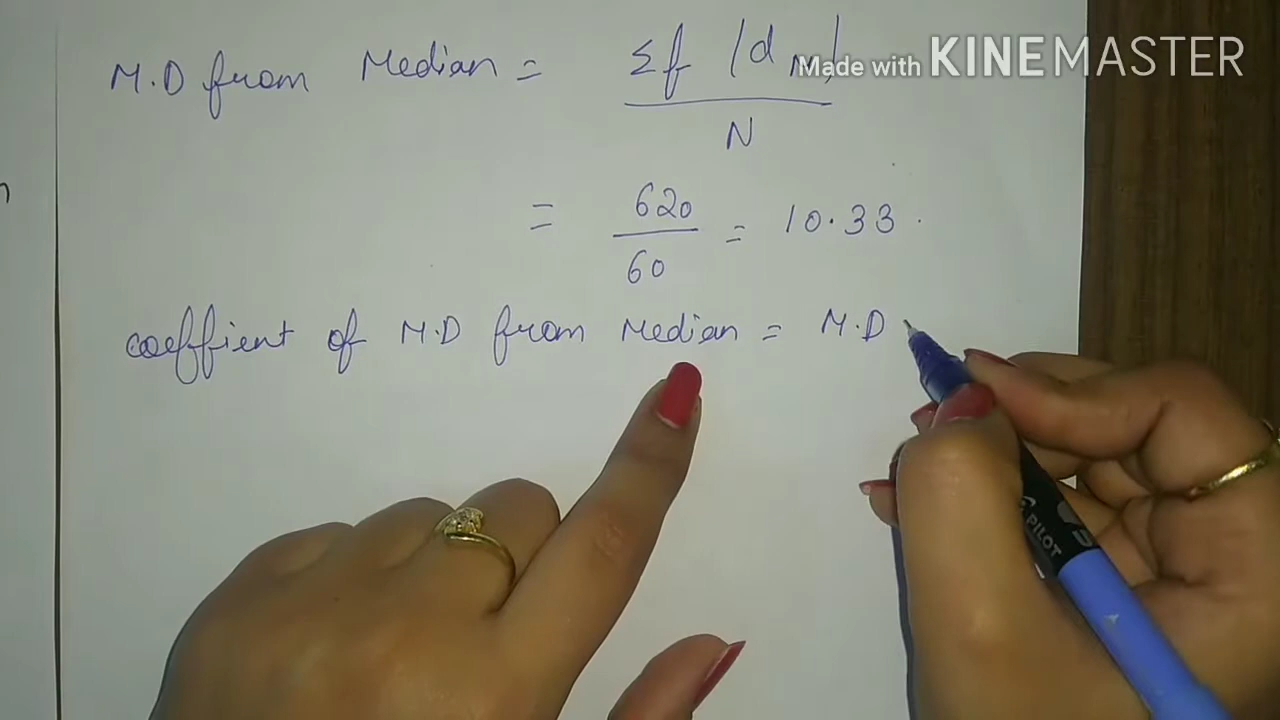 M.D from Median = Σf |d M|
Made with KINEMASTER
N
= 620
60 = 10.33.
coeffient of M.D from Median = M.D
PILOT